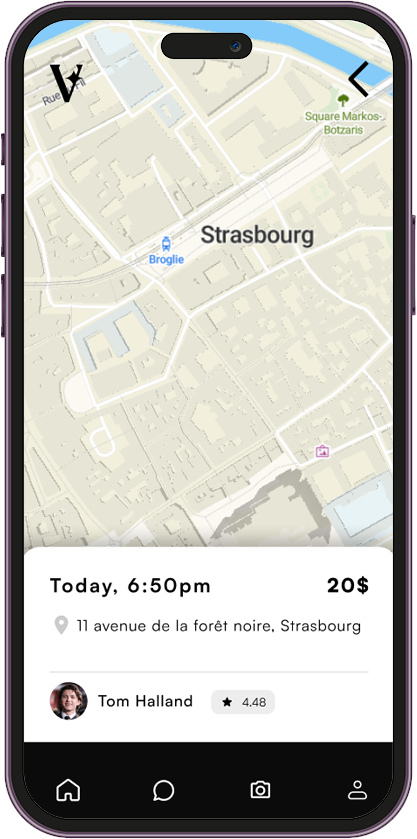 V
Rue
Fil
Square Markos-
Botzaris
Strasbourg
Broglie
Today, 6:50pm
20$
11 avenue de la forêt noire, Strasbourg
Tom Halland
4.48